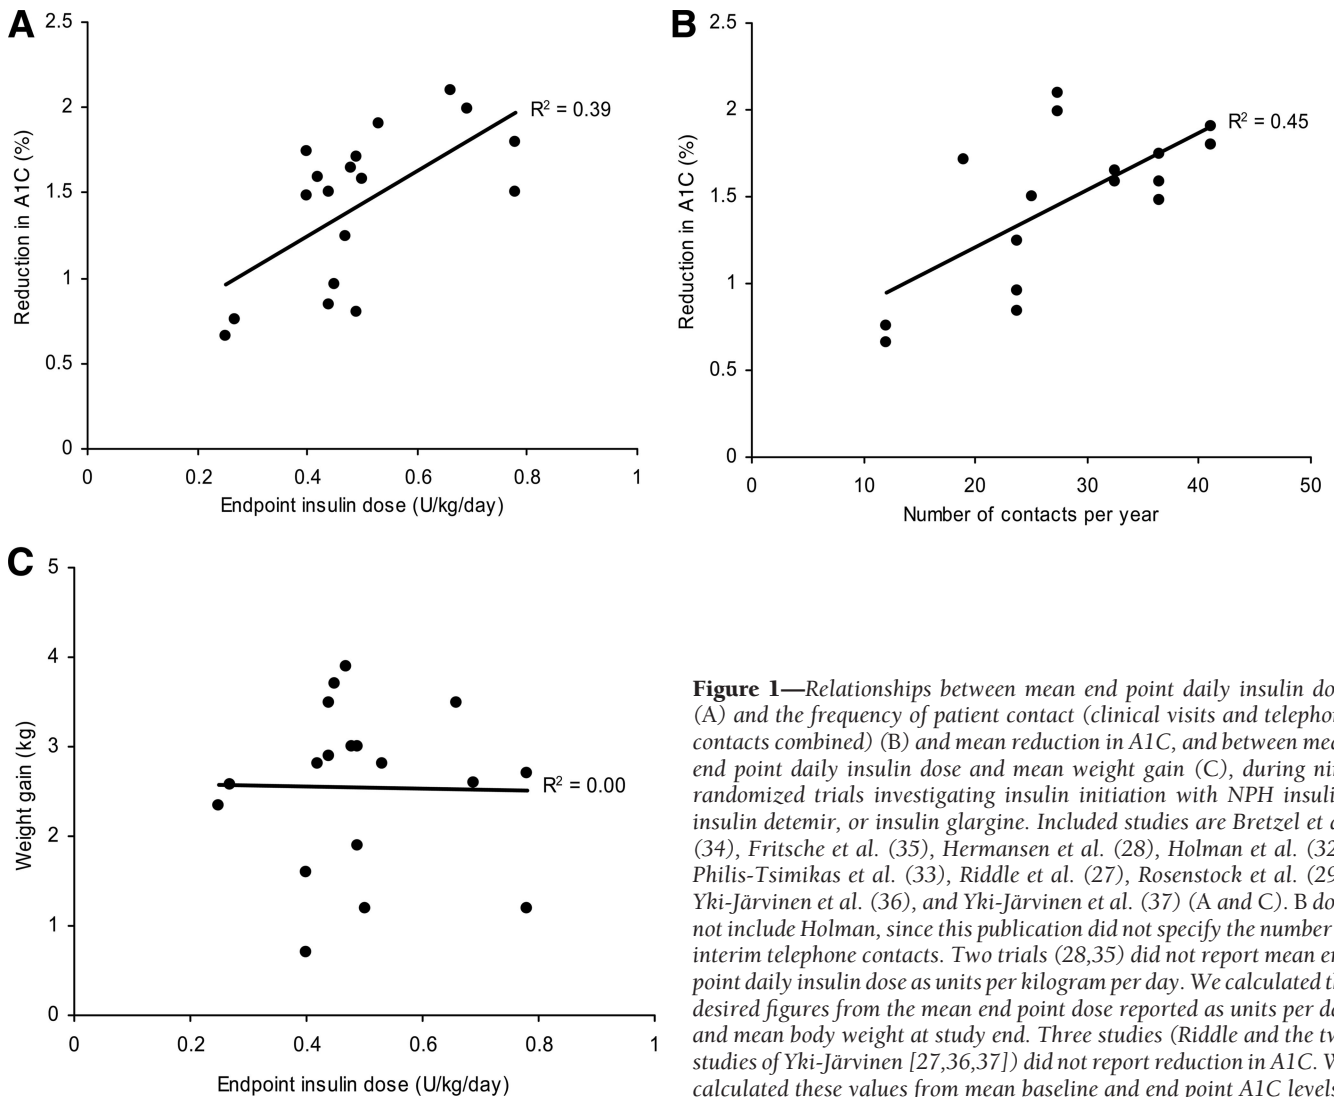 A
2.5
2
1.5
1
0.5
0
0 0.2 0.4 0.6 0.8 1
Reduction in A1C (%)
Endpoint insulin dose (U/kg/day)
R² = 0.39
B
2.5
2
1.5
1
0.5
0
0 10 20 30 40 50
Reduction in A1C (%)
Number of contacts per year
R² = 0.45
C
5
4
3
2
1
0
0 0.2 0.4 0.6 0.8 1
Weight gain (kg)
Endpoint insulin dose (U/kg/day)
R² = 0.00
Figure 1—Relationships between mean end point daily insulin
(A) and the frequency of patient contact (clinical visits and
contacts combined) (B) and mean reduction in A1C, and between
end point daily insulin dose and mean weight gain (C), during
randomized trials investigating insulin initiation with NPH
insulin detemir, or insulin glargine. Included studies are Bretzel et
(34), Fritsche et al. (35), Hermansen et al. (28), Holman et al. (32
Philis-Tsimikas et al. (33), Riddle et al. (27), Rosenstock et al. (29
Yki-Järvinen et al. (36), and Yki-Järvinen et al. (37) (A and C). B
not include Holman, since this publication did not specify the number
interim telephone contacts. Two trials (28,35) did not report mean
point daily insulin dose as units per kilogram per day. We calculated
desired figures from the mean end point dose reported as units per
and mean body weight at study end. Three studies (Riddle and the
studies of Yki-Järvinen [27,36,37]) did not report reduction in A1C.
calculated these values from mean baseline and end point A1C levels